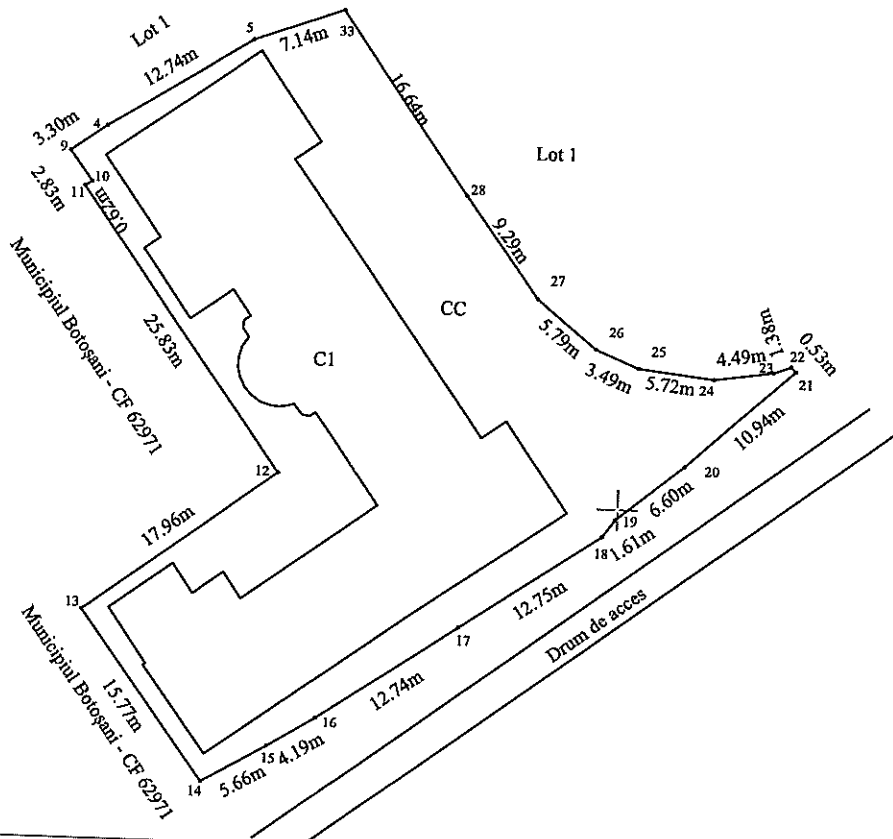 Lot 1
5
7.14m
33
12.74m
16.64m
3.30m
4
9
Lot 1
10
11
2.83m
0.62m
28
9.29m
Municipiul Botoșani - CF 62971
27
CC
25.83m
5.79m
26
C1
1.38m
0.53m
22
25
4.49m
23
3.49m
5.72m
24
21
10.94m
12
20
6.60m
17.96m
19
18
1.61m
13
12.75m
Drum de acces
17
Municipiul Botoșani - CF 62971
15.77m
12.74m
16
4.19m
15
5.66m
14